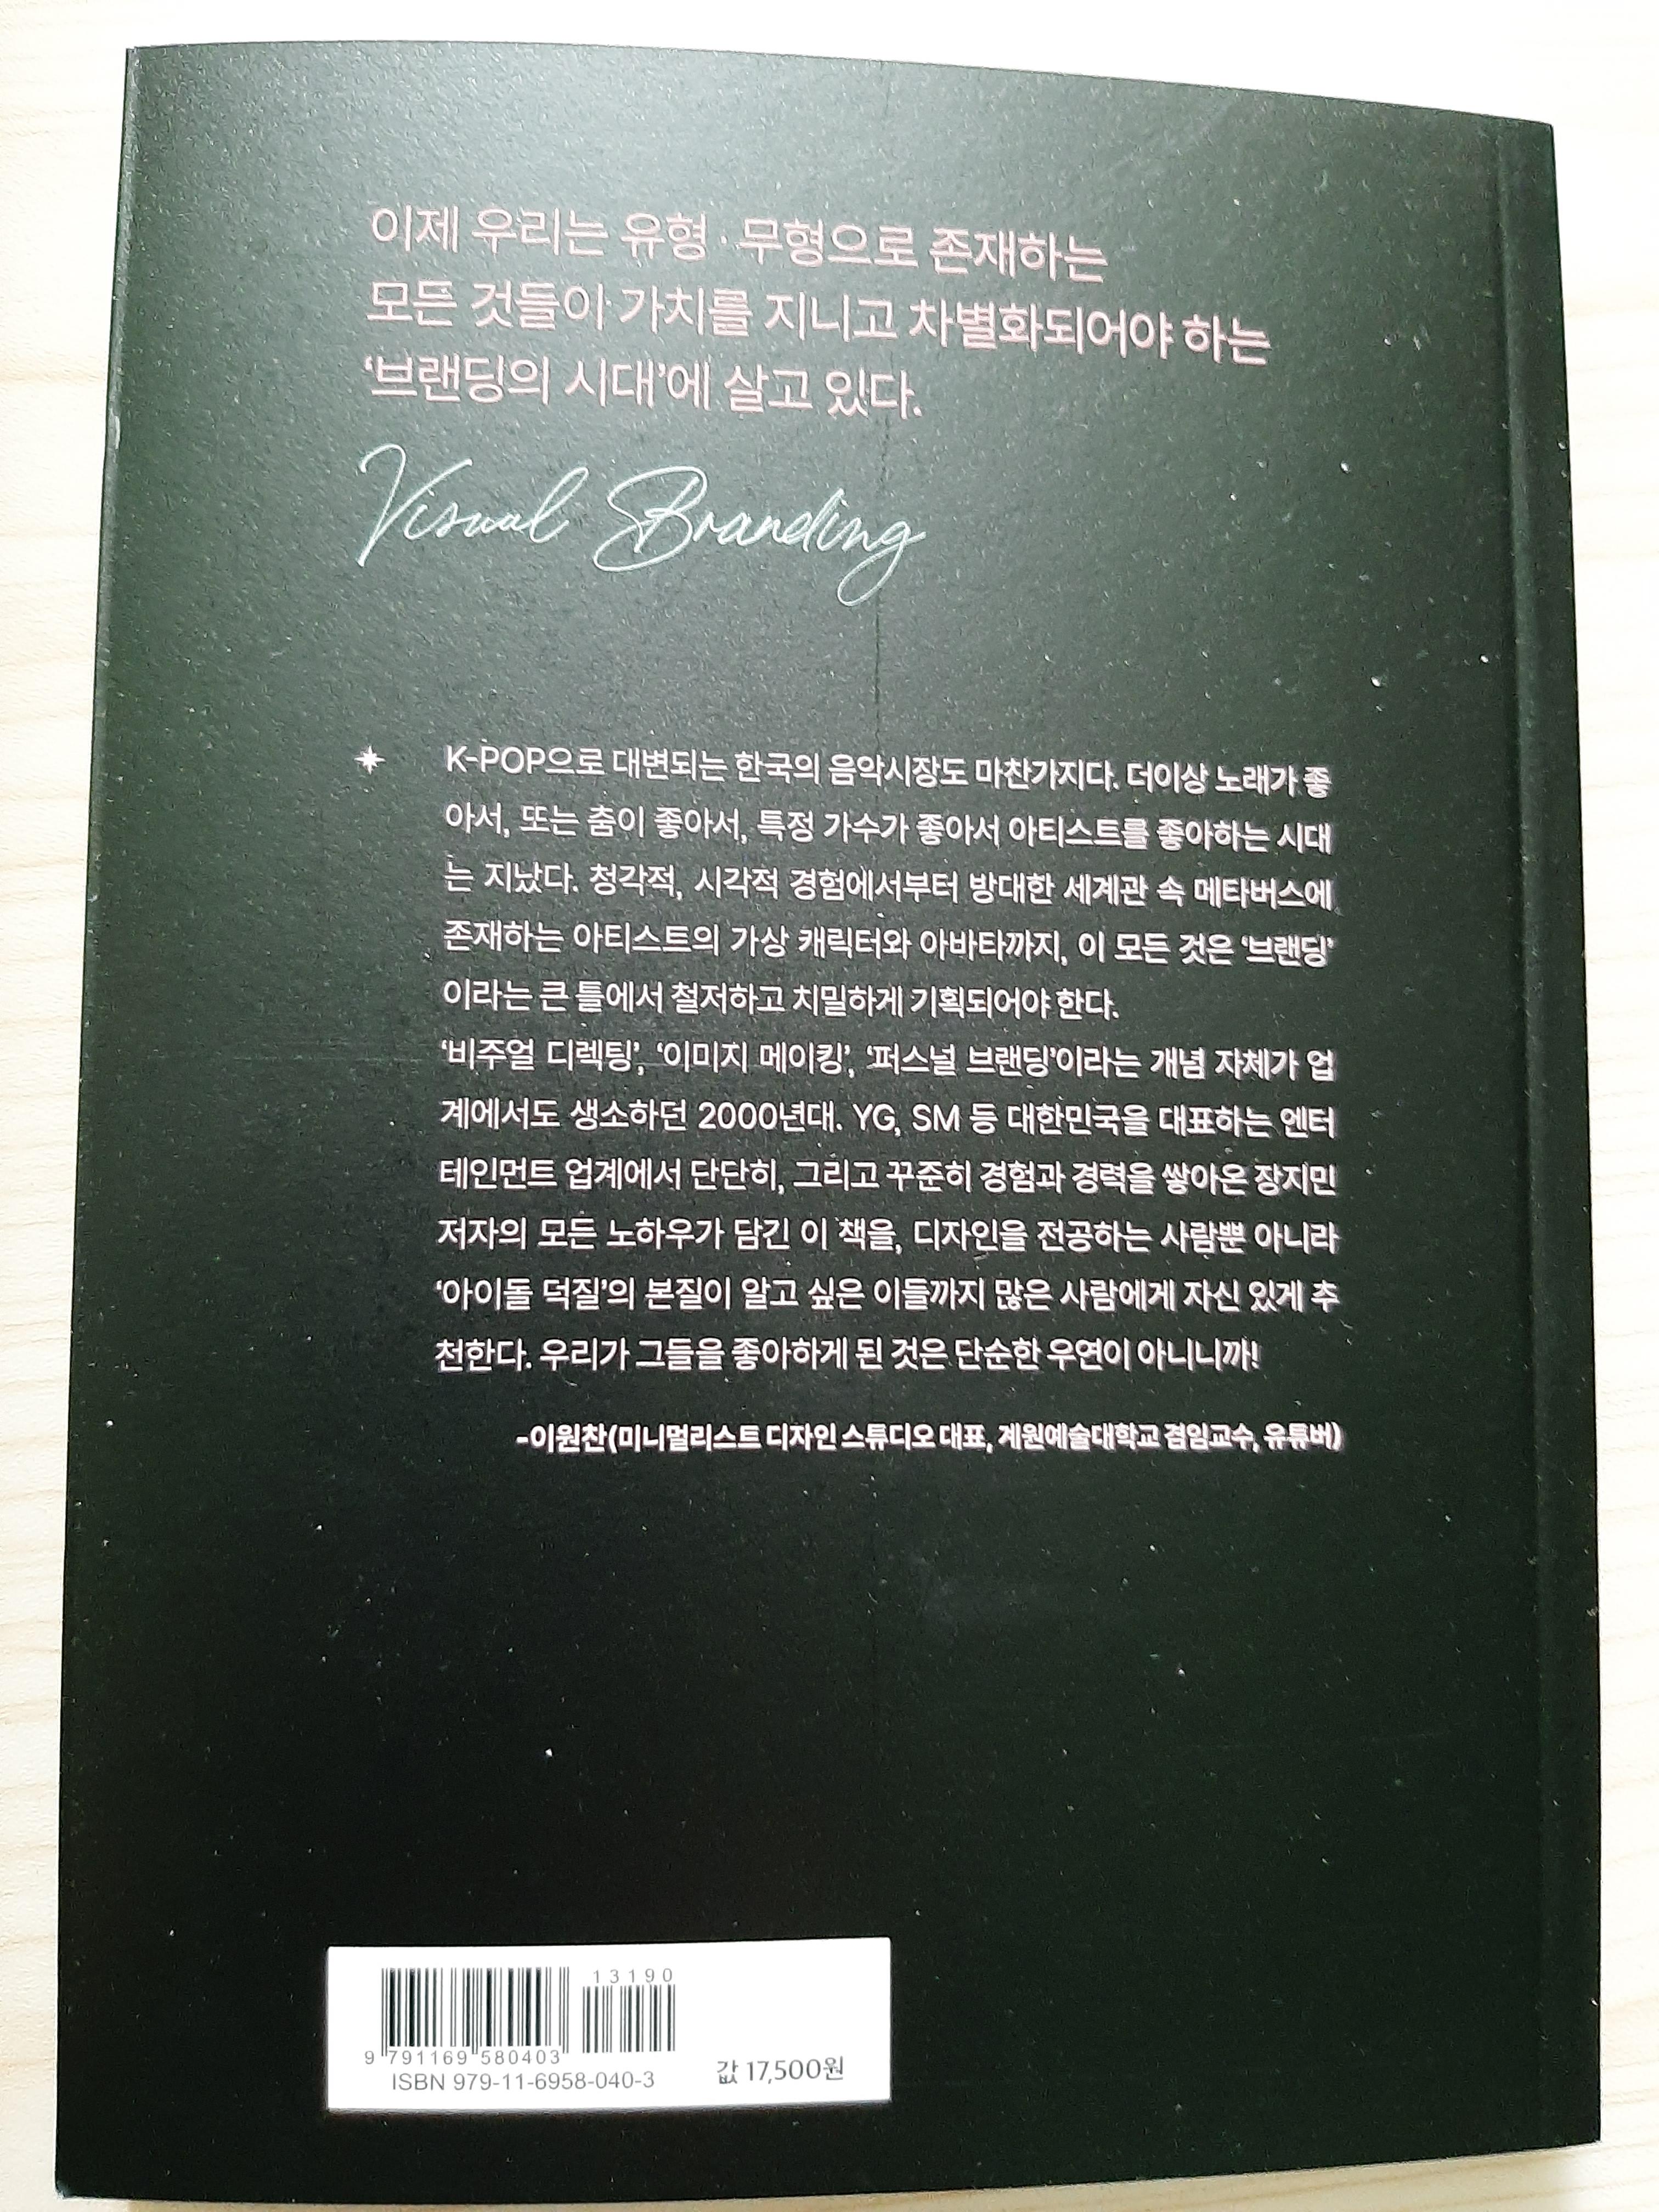 이제 우리는 유형·무형으로 존재하는
모든 것들이 가치를 지니고 차별화되어야 하는
‘브랜딩의 시대’에 살고 있다.
Visual Branding
K-POP으로 대변되는 한국의 음악시장도 마찬가지다. 더이상 노래가 좋
아서, 또는 춤이 좋아서, 특정 가수가 좋아서 아티스트를 좋아하는 시대
는 지났다. 청각적, 시각적 경험에서부터 방대한 세계관 속 메타버스에
존재하는 아티스트의 가상 캐릭터와 아바타까지, 이 모든 것은 ‘브랜딩’
이라는 큰 틀에서 철저하고 치밀하게 기획되어야 한다.
‘비주얼 디렉팅’, ‘이미지 메이킹’, ‘퍼스널 브랜딩’이라는 개념 자체가 업
계에서도 생소하던 2000년대. YG, SM 등 대한민국을 대표하는 엔터
테인먼트 업계에서 단단히, 그리고 꾸준히 경험과 경력을 쌓아온 장지민
저자의 모든 노하우가 담긴 이 책을, 디자인을 전공하는 사람뿐 아니라
‘아이돌 덕질’의 본질이 알고 싶은 이들까지 많은 사람에게 자신 있게 추
천한다. 우리가 그들을 좋아하게 된 것은 단순한 우연이 아니니까!
-이원찬(미니멀리스트 디자인 스튜디오 대표, 계원예술대학교 겸임교수, 유튜버)
13190
9 791169 580403
ISBN 979-11-6958-040-3
값 17,500원